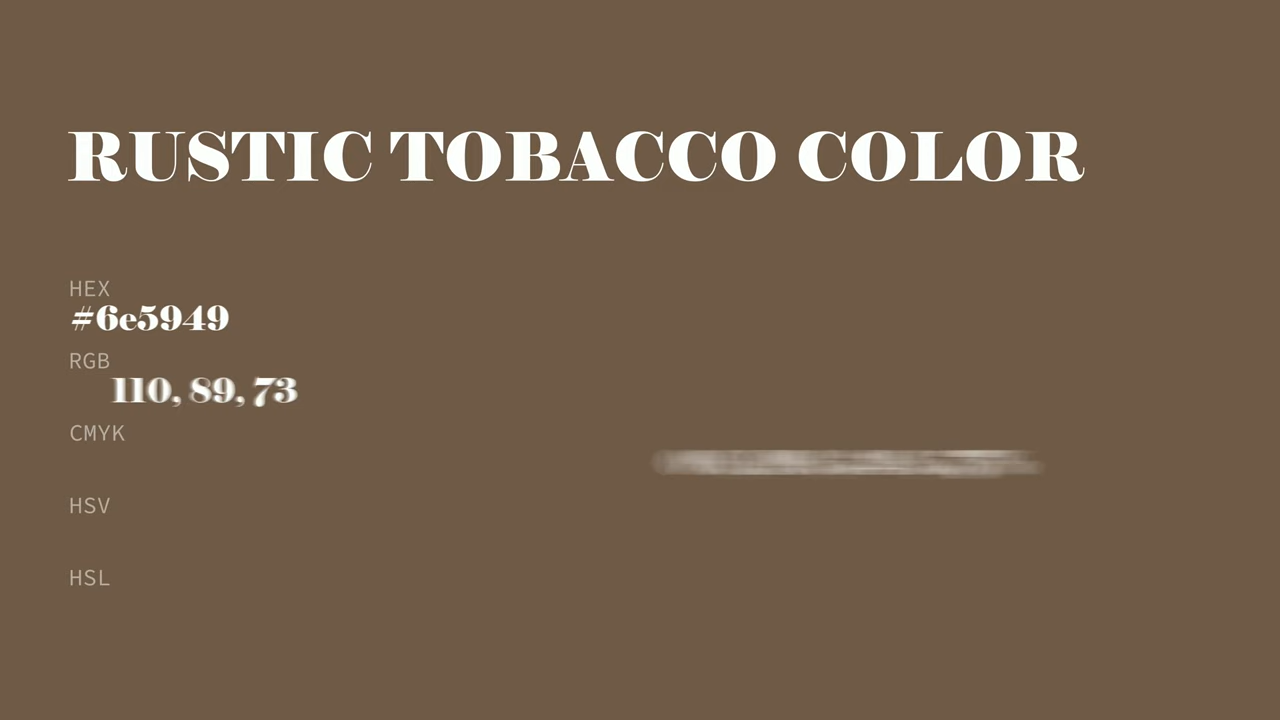 RUSTIC TOBACCO COLOR
HEX
#6e5949
RGB
110, 89, 73
CMYK
HSV
HSL